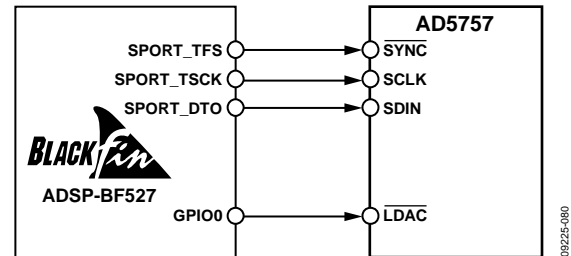 AD5757
SPORT_TFS
SYNC
SPORT_TSCK
SCLK
SPORT_DTO
SDIN
BLACKfin
ADSP-BF527
GPIO0
LDAC
09225-080